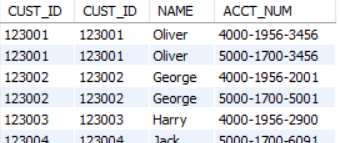 CUST_ID CUST_ID NAME ACCT_NUM
123001 123001 Oliver 4000-1956-3456
123001 123001 Oliver 5000-1700-3456
123002 123002 George 4000-1956-2001
123002 123002 George 5000-1700-5001
123003 123003 Harry 4000-1956-2900
123004 123004 Jack 5000-1700-6091